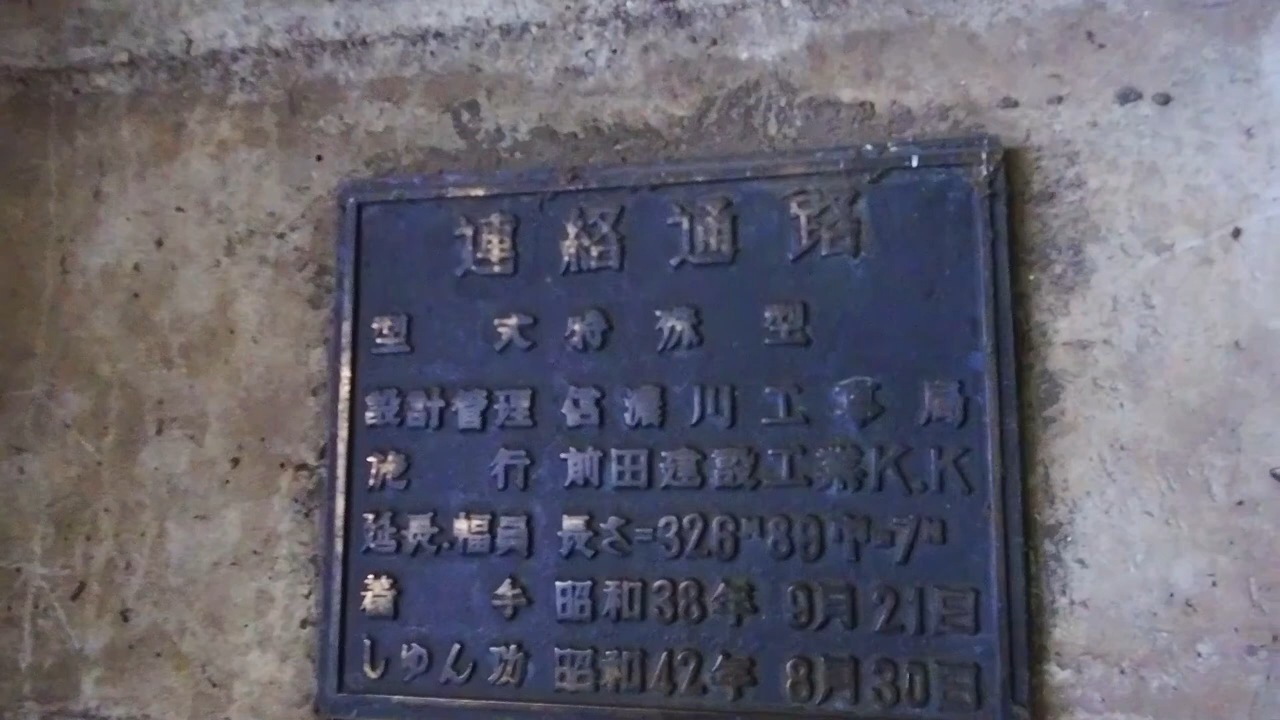 連絡通路
型式 特殊型
設計管理 信濃川工事局
施行 前田建設工業K.K
延長.幅員 長さ=326M89 巾=7M
着手 昭和38年 9月21日
しゅん功 昭和42年 8月30日